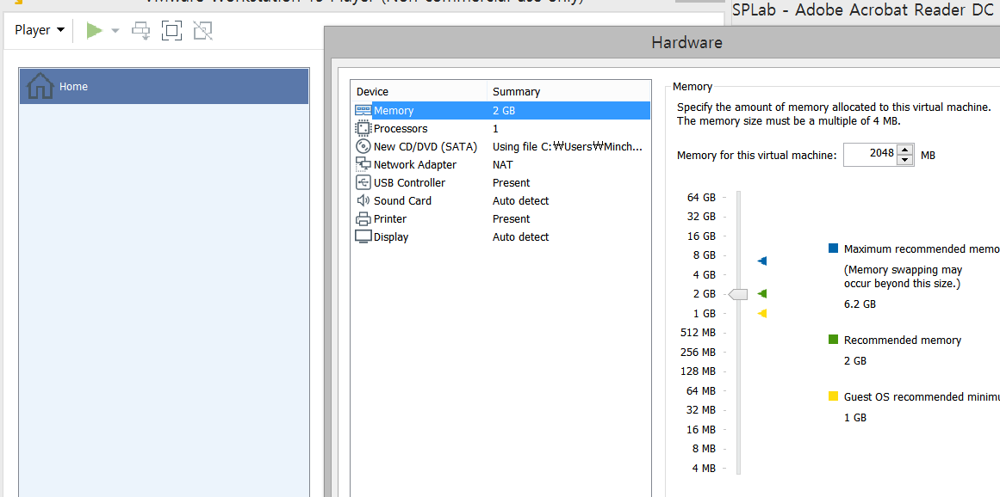 VMware Workstation 15 Player (Non-commercial use only)
SPLab - Adobe Acrobat Reader DC
Player
Hardware
Home
Device Summary
Memory 2 GB
Processors 1
New CD/DVD (SATA) Using file C:₩Users₩Minch...
Network Adapter NAT
USB Controller Present
Sound Card Auto detect
Printer Present
Display Auto detect
Memory
Specify the amount of memory allocated to this virtual machine.
The memory size must be a multiple of 4 MB.
Memory for this virtual machine: 2048 MB
64 GB
32 GB
16 GB
8 GB
4 GB
2 GB
1 GB
512 MB
256 MB
128 MB
64 MB
32 MB
16 MB
8 MB
4 MB
Maximum recommended memo
(Memory swapping may
occur beyond this size.)
6.2 GB
Recommended memory
2 GB
Guest OS recommended minimu
1 GB